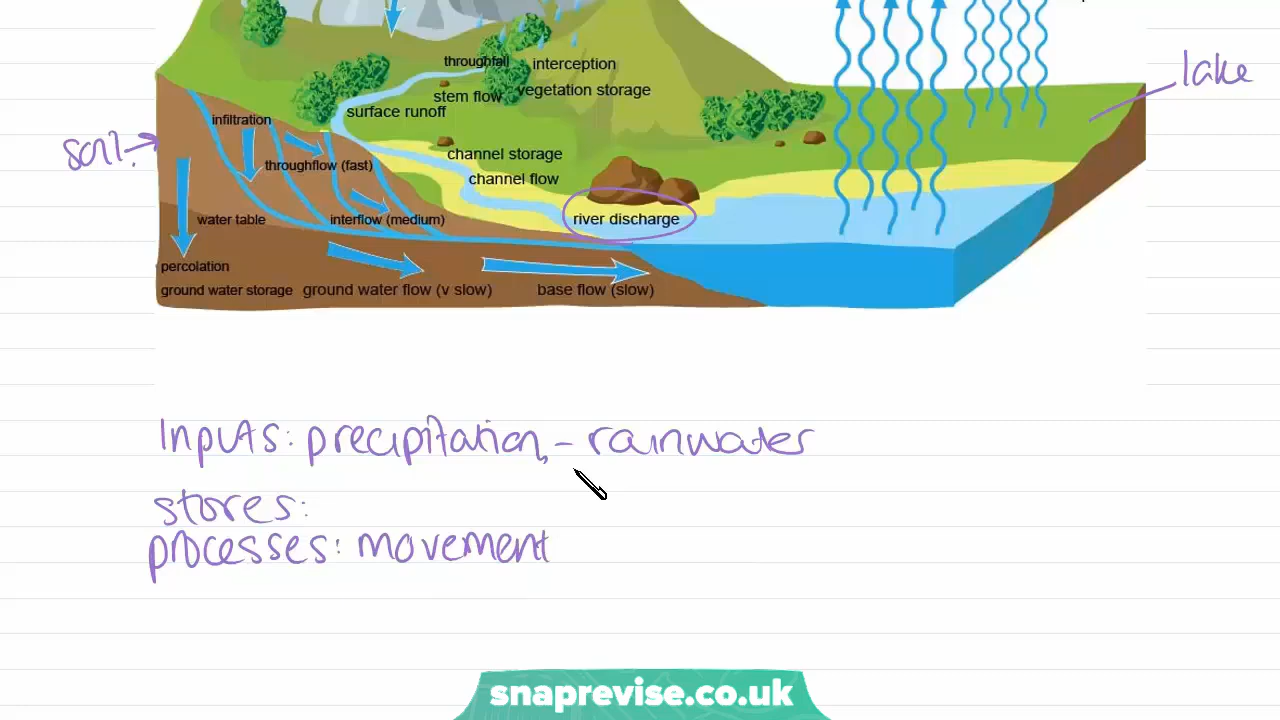 throughfall
interception
stem flow
vegetation storage
surface runoff
lake
infiltration
soil
channel storage
throughflow (fast)
channel flow
water table
interflow (medium)
river discharge
percolation
ground water storage
ground water flow (v slow)
base flow (slow)
Inputs: precipitation, - rainwater
stores:
processes: movement
snaprevise.co.uk